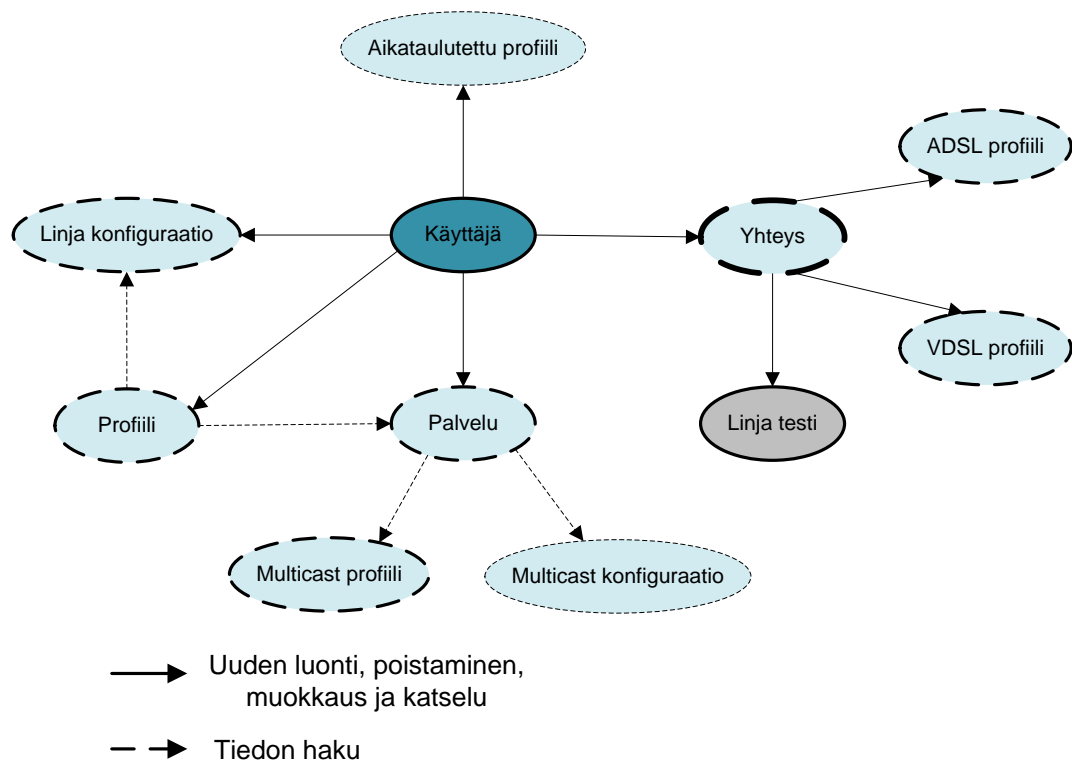 Aikataulutettu profiili
ADSL profiili
Linja konfiguraatio
Käyttäjä
Yhteys
VDSL profiili
Profiili
Palvelu
Linja testi
Multicast profiili
Multicast konfiguraatio
Uuden luonti, poistaminen,
muokkaus ja katselu
Tiedon haku